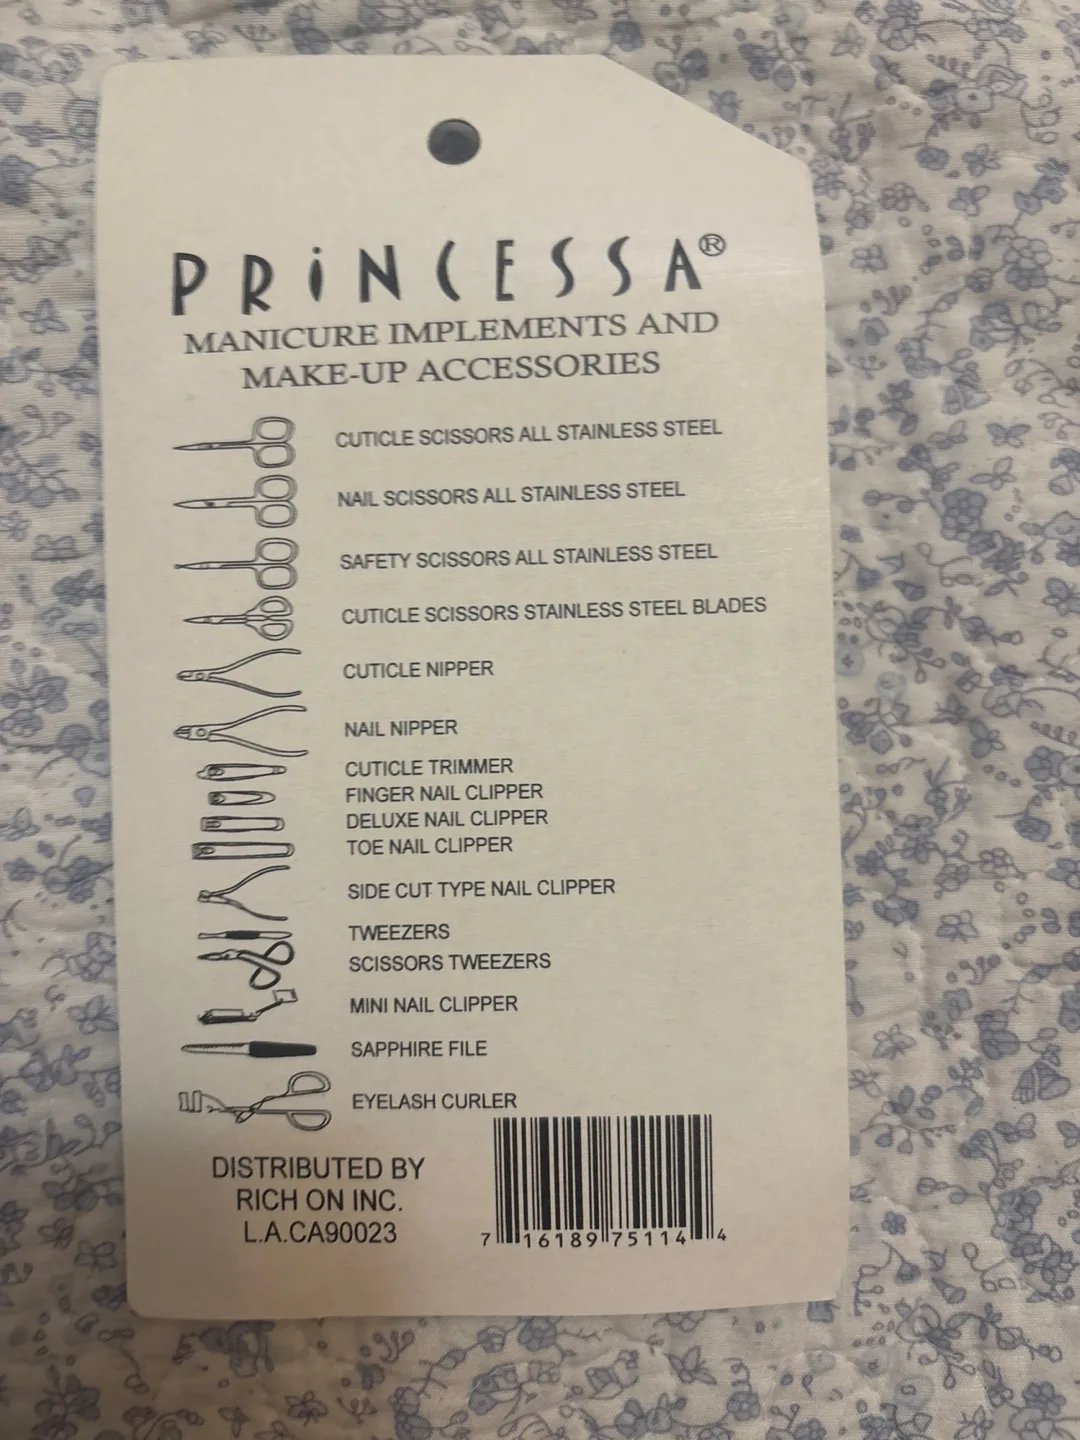 PRiNCESSA®
MANICURE IMPLEMENTS AND
MAKE-UP ACCESSORIES
CUTICLE SCISSORS ALL STAINLESS STEEL
NAIL SCISSORS ALL STAINLESS STEEL
SAFETY SCISSORS ALL STAINLESS STEEL
CUTICLE SCISSORS STAINLESS STEEL BLADES
CUTICLE NIPPER
NAIL NIPPER
CUTICLE TRIMMER
FINGER NAIL CLIPPER
DELUXE NAIL CLIPPER
TOE NAIL CLIPPER
SIDE CUT TYPE NAIL CLIPPER
TWEEZERS
SCISSORS TWEEZERS
MINI NAIL CLIPPER
SAPPHIRE FILE
EYELASH CURLER
DISTRIBUTED BY
RICH ON INC.
L.A.CA90023
7 16189 75114 4